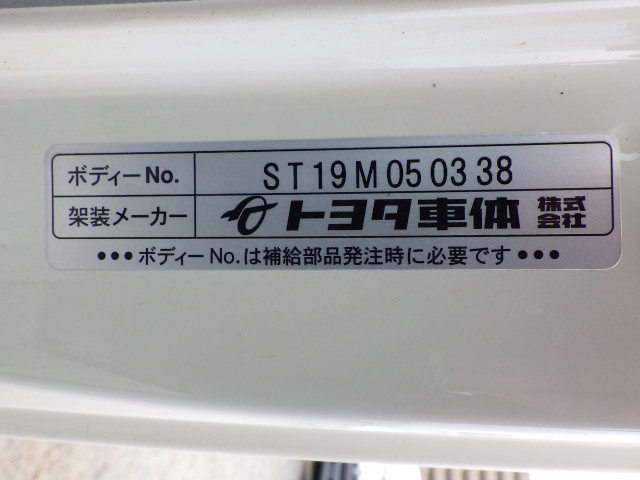 ボディーNo. ST19M050338
架装メーカー トヨタ車体 株式会社
●●●ボディーNo.は補給部品発注時に必要です●●●